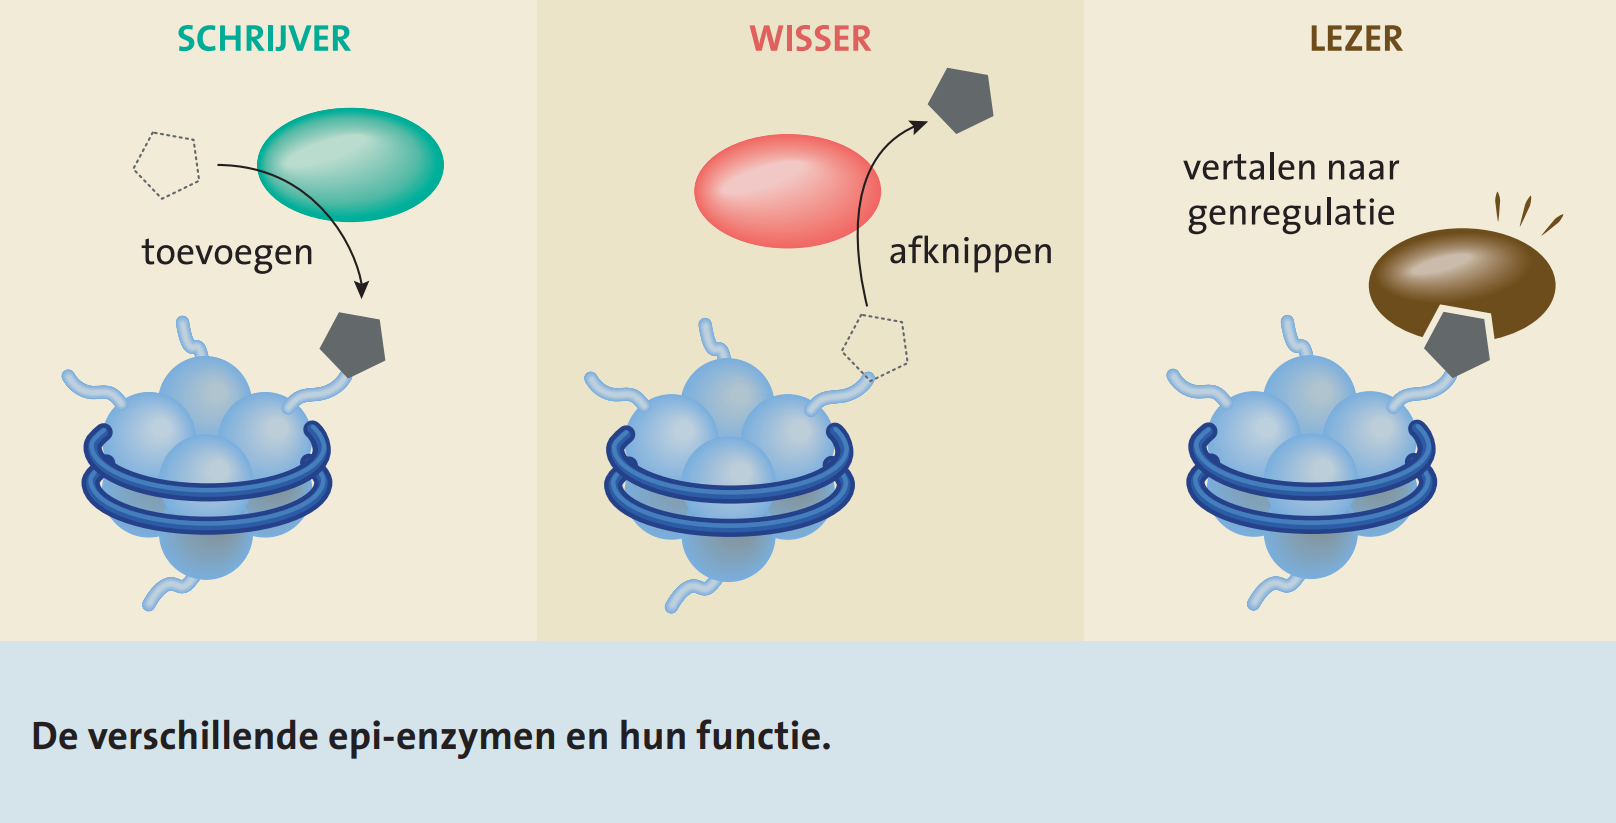 SCHRIJVER
toevoegen
WISSER
afknippen
LEZER
vertalen naar
genregulatie
De verschillende epi-enzymen en hun functie.